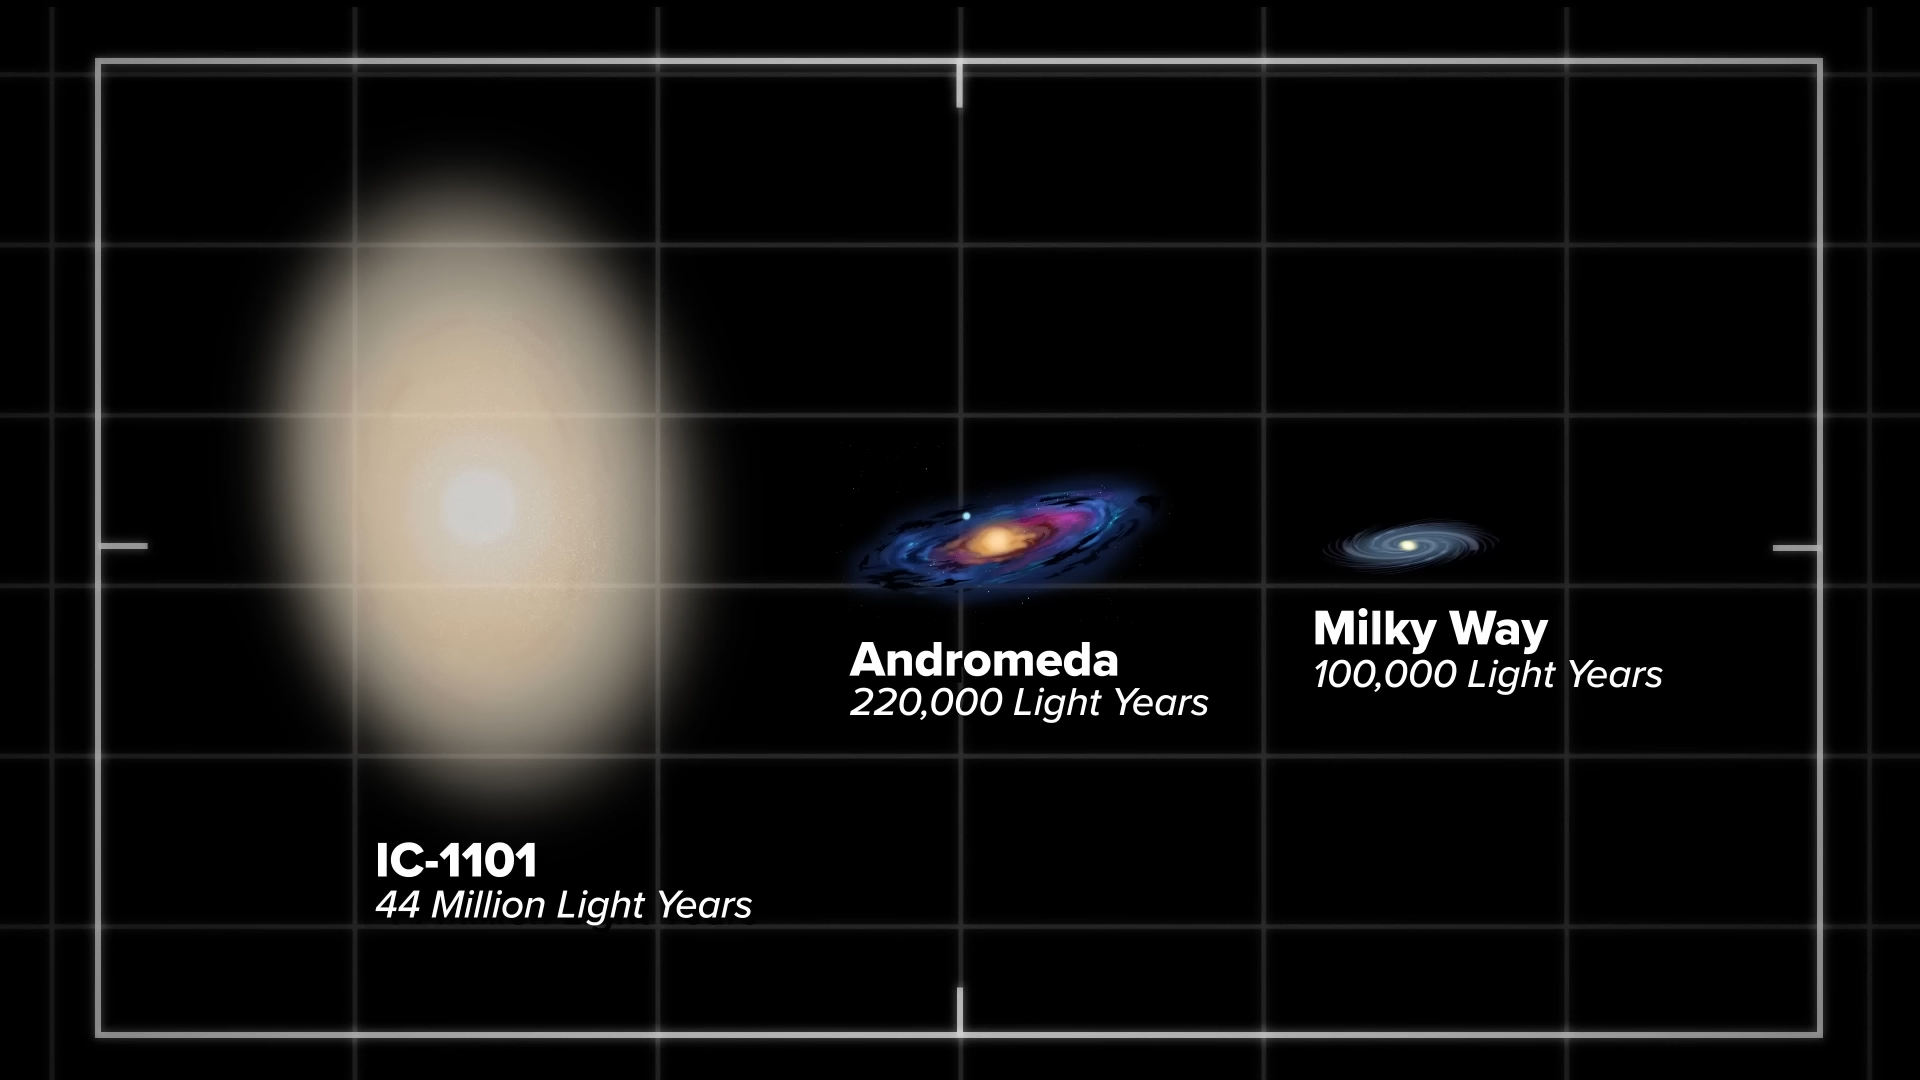 IC-1101
44 Million Light Years
Andromeda
220,000 Light Years
Milky Way
100,000 Light Years